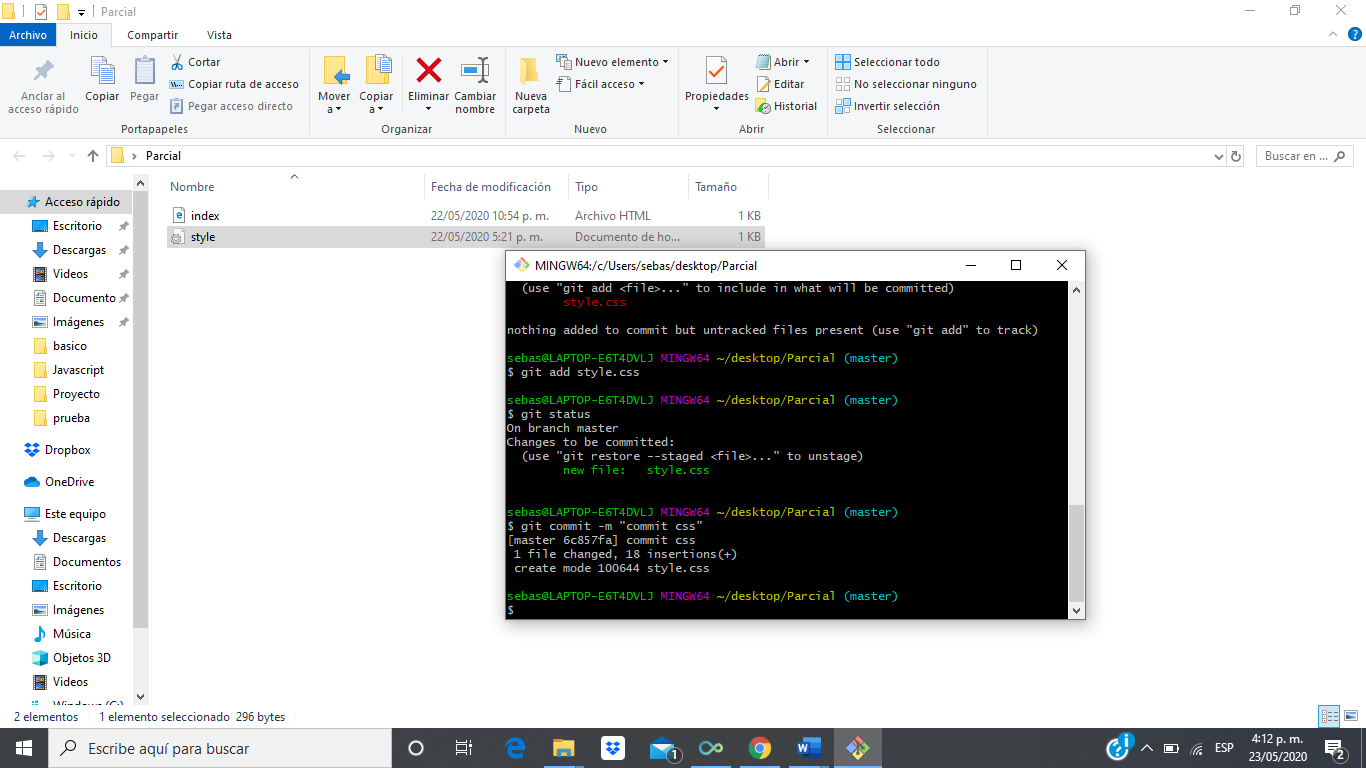 Parcial
Archivo Inicio Compartir Vista
Anclar al acceso rápido
Copiar
Pegar
Cortar
Copiar ruta de acceso
Pegar acceso directo
Portapapeles
Mover a
Copiar a
Eliminar
Cambiar nombre
Organizar
Nueva carpeta
Nuevo elemento
Fácil acceso
Nuevo
Propiedades
Abrir
Editar
Historial
Abrir
Seleccionar todo
No seleccionar ninguno
Invertir selección
Seleccionar
Parcial
Buscar en ...
Nombre Fecha de modificación Tipo Tamaño
index 22/05/2020 10:54 p. m. Archivo HTML 1 KB
style 22/05/2020 5:21 p. m. Documento de ho... 1 KB
Acceso rápido
Escritorio
Descargas
Videos
Documento
Imágenes
basico
Javascript
Proyecto
prueba
Dropbox
OneDrive
Este equipo
Descargas
Documentos
Escritorio
Imágenes
Música
Objetos 3D
Videos
MINGW64:/c/Users/sebas/desktop/Parcial
(use "git add <file>..." to include in what will be committed)
style.css
nothing added to commit but untracked files present (use "git add" to track)
sebas@LAPTOP-E6T4DVLJ MINGW64 ~/desktop/Parcial (master)
$ git add style.css
sebas@LAPTOP-E6T4DVLJ MINGW64 ~/desktop/Parcial (master)
$ git status
On branch master
Changes to be committed:
(use "git restore --staged <file>..." to unstage)
new file: style.css
sebas@LAPTOP-E6T4DVLJ MINGW64 ~/desktop/Parcial (master)
$ git commit -m "commit css"
[master 6c857fa] commit css
1 file changed, 18 insertions(+)
create mode 100644 style.css
sebas@LAPTOP-E6T4DVLJ MINGW64 ~/desktop/Parcial (master)
$
2 elementos 1 elemento seleccionado 296 bytes
Escribe aquí para buscar
1
ESP
4:12 p. m.
23/05/2020
2